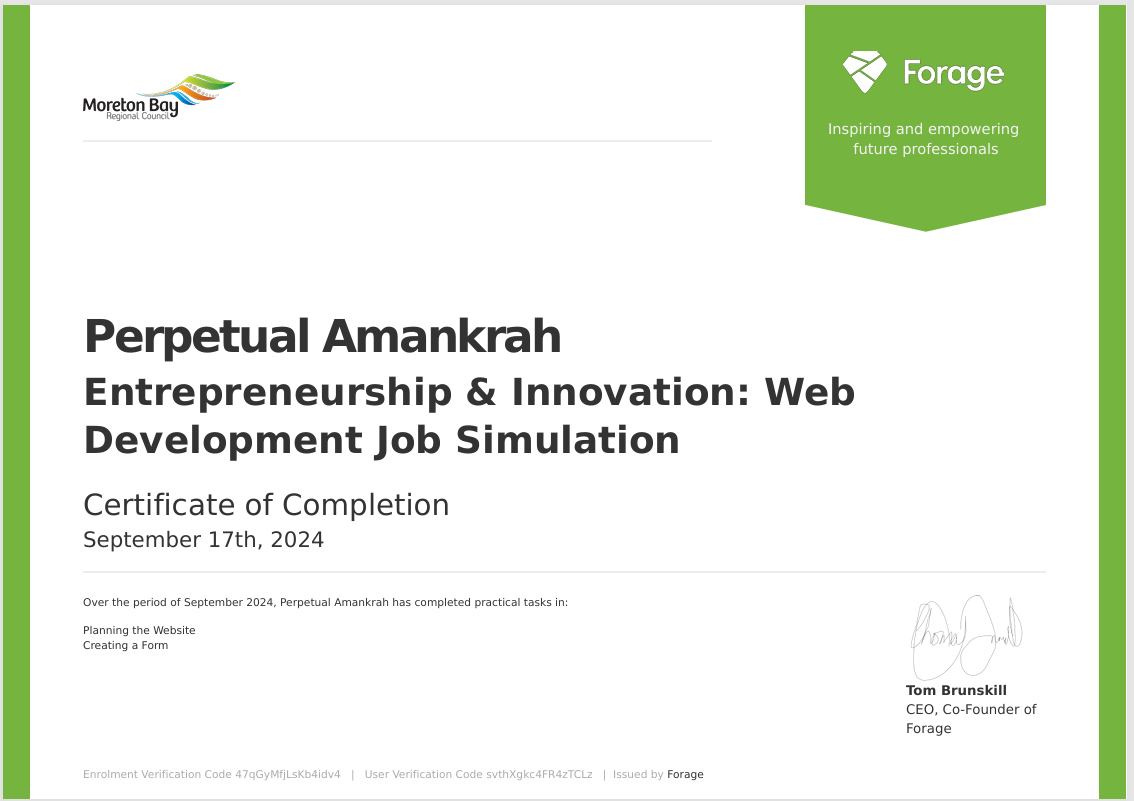 Moreton Bay
Regional Council
Forage
Inspiring and empowering
future professionals
Perpetual Amankrah
Entrepreneurship & Innovation: Web
Development Job Simulation
Certificate of Completion
September 17th, 2024
Over the period of September 2024, Perpetual Amankrah has completed practical tasks in:
Planning the Website
Creating a Form
Tom Brunskill
CEO, Co-Founder of
Forage
Enrolment Verification Code 47qGyMfjLsKb4idv4 | User Verification Code svthXgkc4FR4zTCLz | Issued by Forage